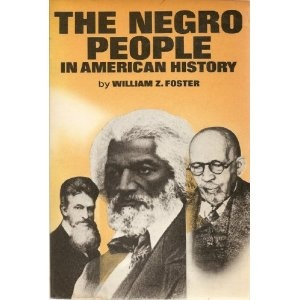 THE NEGRO
PEOPLE
IN AMERICAN HISTORY
by WILLIAM Z. FOSTER